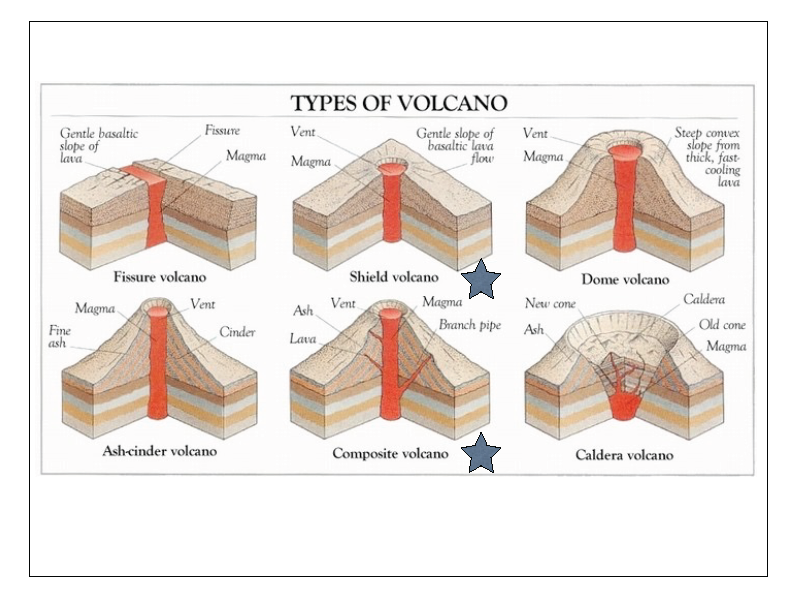 TYPES OF VOLCANO
Gentle basaltic
slope of
lava
Fissure
Magma
Fissure volcano
Vent
Magma
Gentle slope of
basaltic lava
flow
Shield volcano
Vent
Magma
Steep convex
slope from
thick, fast-
cooling
lava
Dome volcano
Magma
Vent
Fine
ash
Cinder
Ash-cinder volcano
Ash
Vent
Magma
Lava
Branch pipe
Composite volcano
New cone
Caldera
Ash
Old cone
Magma
Caldera volcano